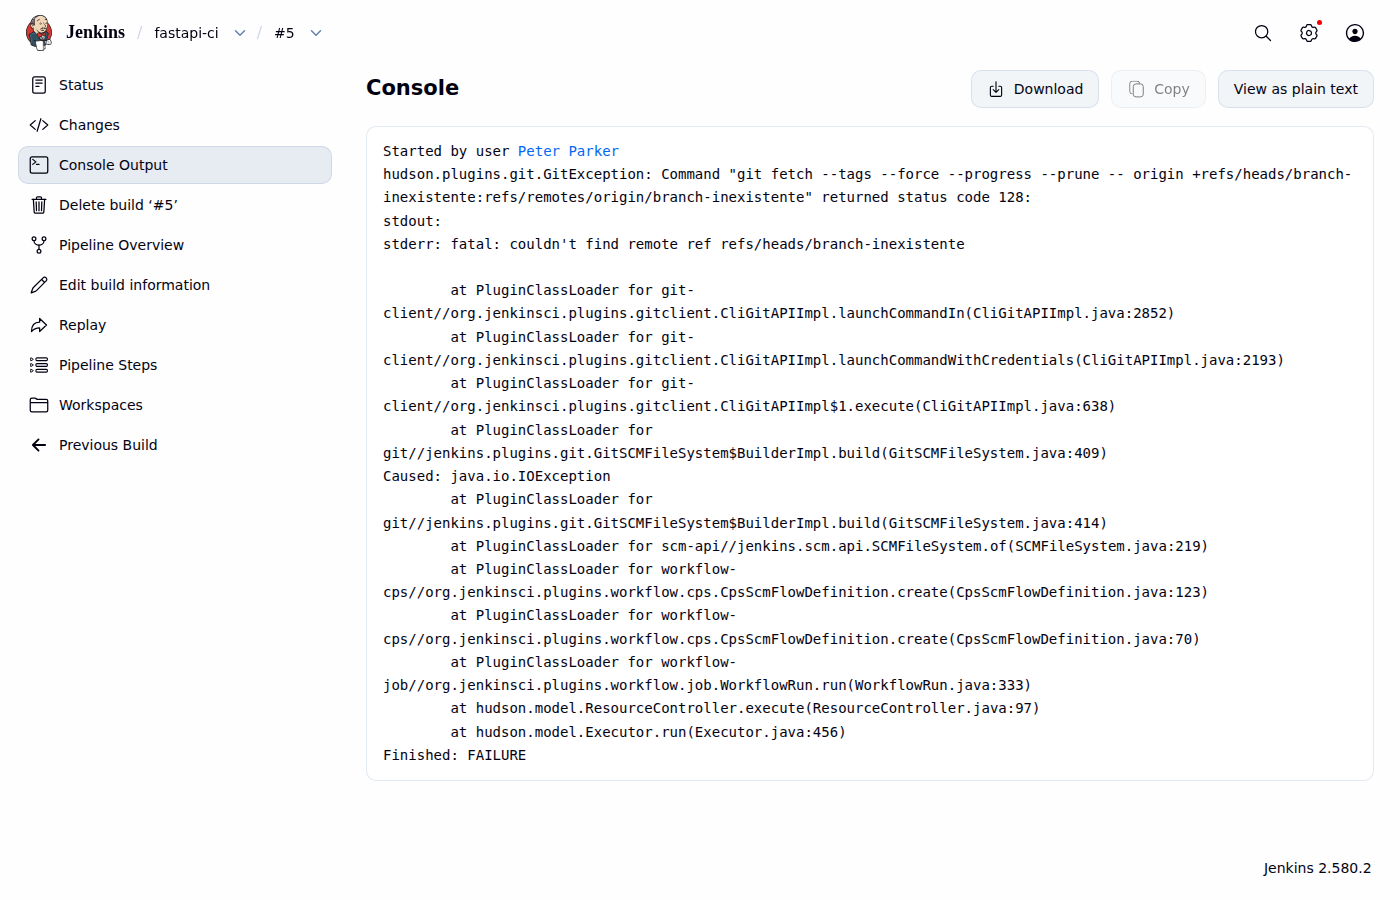 Jenkins / fastapi-ci / #5
Status
Changes
Console Output
Delete build ‘#5’
Pipeline Overview
Edit build information
Replay
Pipeline Steps
Workspaces
Previous Build
Console
Download
Copy
View as plain text
Started by user Peter Parker
hudson.plugins.git.GitException: Command "git fetch --tags --force --progress --prune -- origin +refs/heads/branch-
inexistente:refs/remotes/origin/branch-inexistente" returned status code 128:
stdout:
stderr: fatal: couldn't find remote ref refs/heads/branch-inexistente
at PluginClassLoader for git-
client//org.jenkinsci.plugins.gitclient.CliGitAPIImpl.launchCommandIn(CliGitAPIImpl.java:2852)
at PluginClassLoader for git-
client//org.jenkinsci.plugins.gitclient.CliGitAPIImpl.launchCommandWithCredentials(CliGitAPIImpl.java:2193)
at PluginClassLoader for git-
client//org.jenkinsci.plugins.gitclient.CliGitAPIImpl$1.execute(CliGitAPIImpl.java:638)
at PluginClassLoader for
git//jenkins.plugins.git.GitSCMFileSystem$BuilderImpl.build(GitSCMFileSystem.java:409)
Caused: java.io.IOException
at PluginClassLoader for
git//jenkins.plugins.git.GitSCMFileSystem$BuilderImpl.build(GitSCMFileSystem.java:414)
at PluginClassLoader for scm-api//jenkins.scm.api.SCMFileSystem.of(SCMFileSystem.java:219)
at PluginClassLoader for workflow-
cps//org.jenkinsci.plugins.workflow.cps.CpsScmFlowDefinition.create(CpsScmFlowDefinition.java:123)
at PluginClassLoader for workflow-
cps//org.jenkinsci.plugins.workflow.cps.CpsScmFlowDefinition.create(CpsScmFlowDefinition.java:70)
at PluginClassLoader for workflow-
job//org.jenkinsci.plugins.workflow.job.WorkflowRun.run(WorkflowRun.java:333)
at hudson.model.ResourceController.execute(ResourceController.java:97)
at hudson.model.Executor.run(Executor.java:456)
Finished: FAILURE
Jenkins 2.580.2